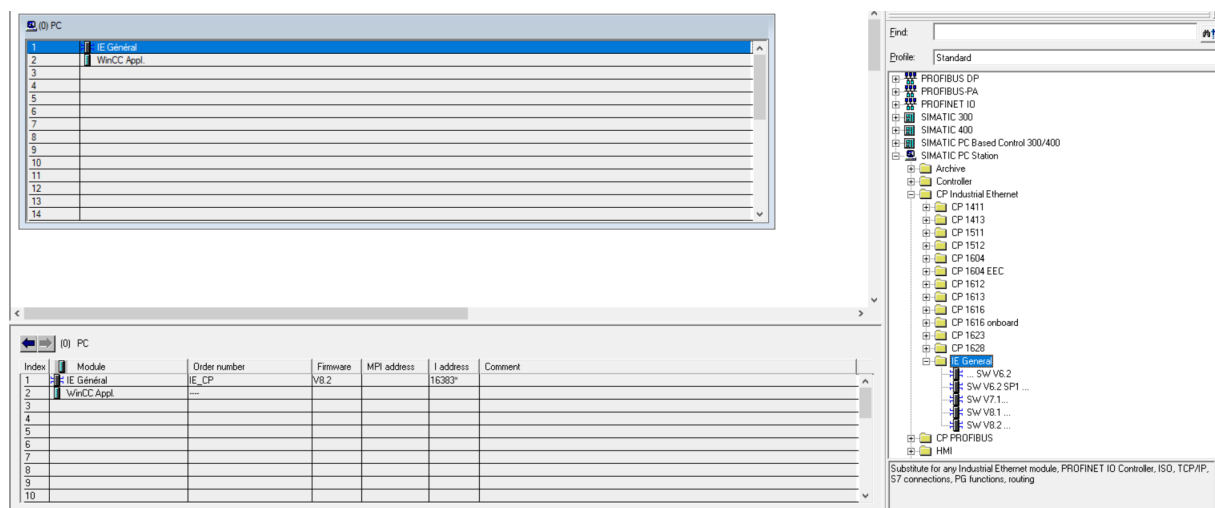 (0) PC
1 IE Général
2 WinCC Appl.
3
4
5
6
7
8
9
10
11
12
13
14
(0) PC
Index Module Order number Firmware MPI address I address Comment
1 IE Général IE_CP V8.2 16383*
2 WinCC Appl. ----
3
4
5
6
7
8
9
10
Find:
Profile: Standard
PROFIBUS DP
PROFIBUS-PA
PROFINET IO
SIMATIC 300
SIMATIC 400
SIMATIC PC Based Control 300/400
SIMATIC PC Station
Archive
Controller
CP Industrial Ethernet
CP 1411
CP 1413
CP 1511
CP 1512
CP 1604
CP 1604 EEC
CP 1612
CP 1613
CP 1616
CP 1616 onboard
CP 1623
CP 1628
IE General
... SW V6.2
SW V6.2 SP1 ...
SW V7.1...
SW V8.1 ...
SW V8.2 ...
CP PROFIBUS
HMI
Substitute for any Industrial Ethernet module, PROFINET IO Controller, ISO, TCP/IP,
S7 connections, PG functions, routing